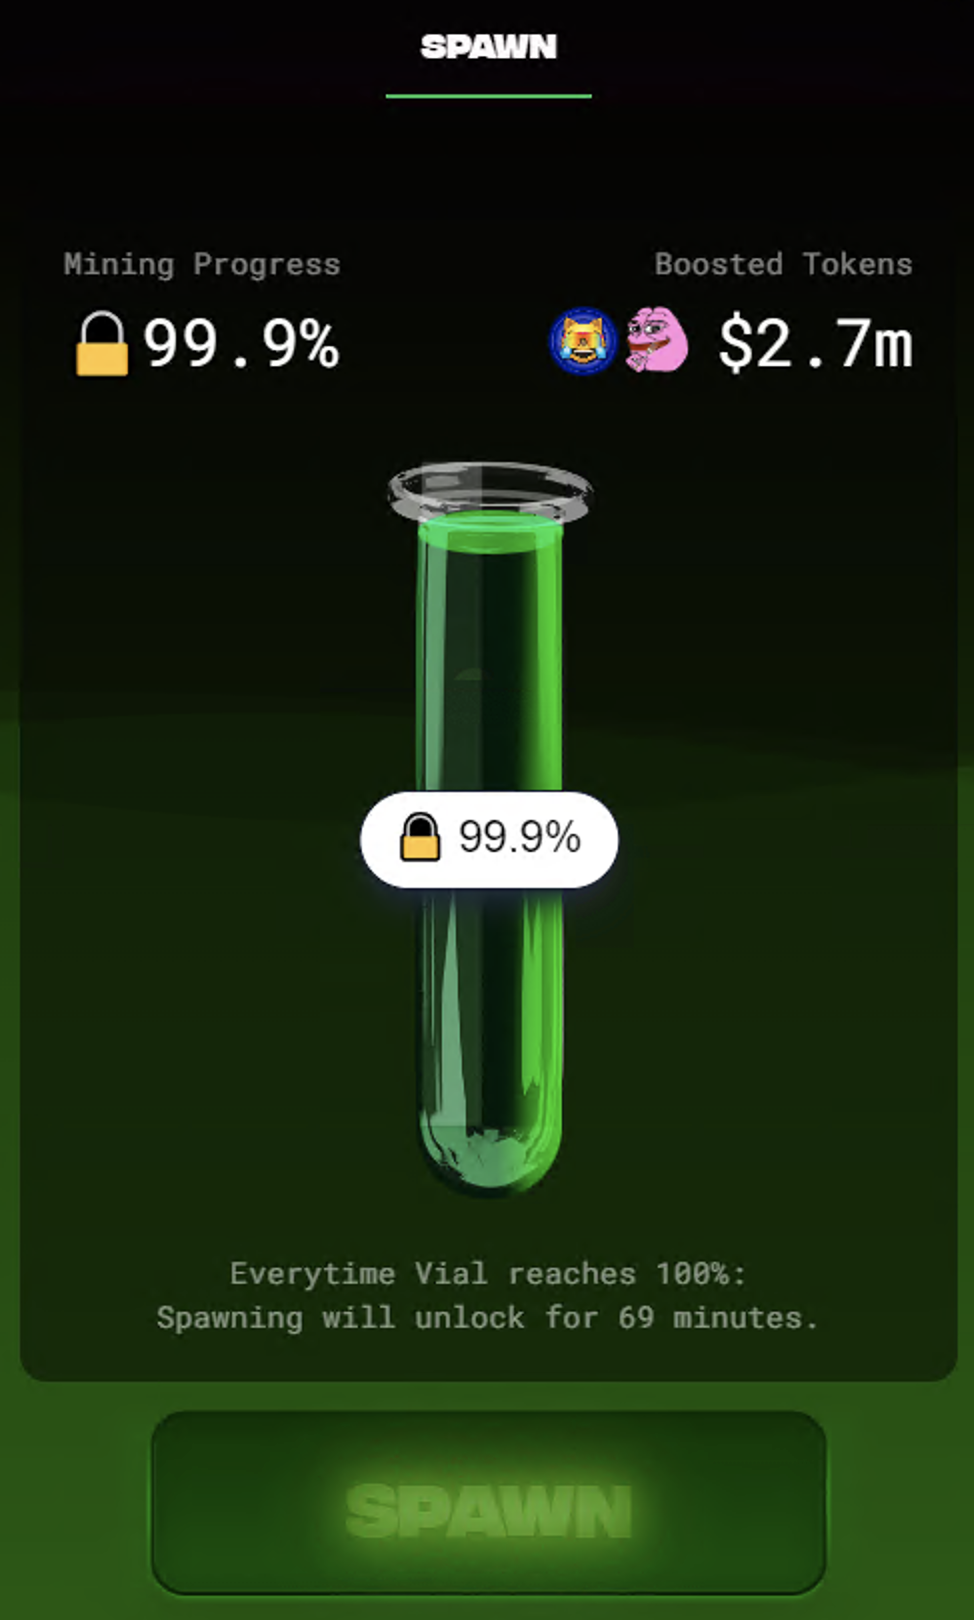 SPAWN
Mining Progress
Boosted Tokens
🔒99.9%
$2.7m
🔒 99.9%
Everytime Vial reaches 100%:
Spawning will unlock for 69 minutes.
SPAWN